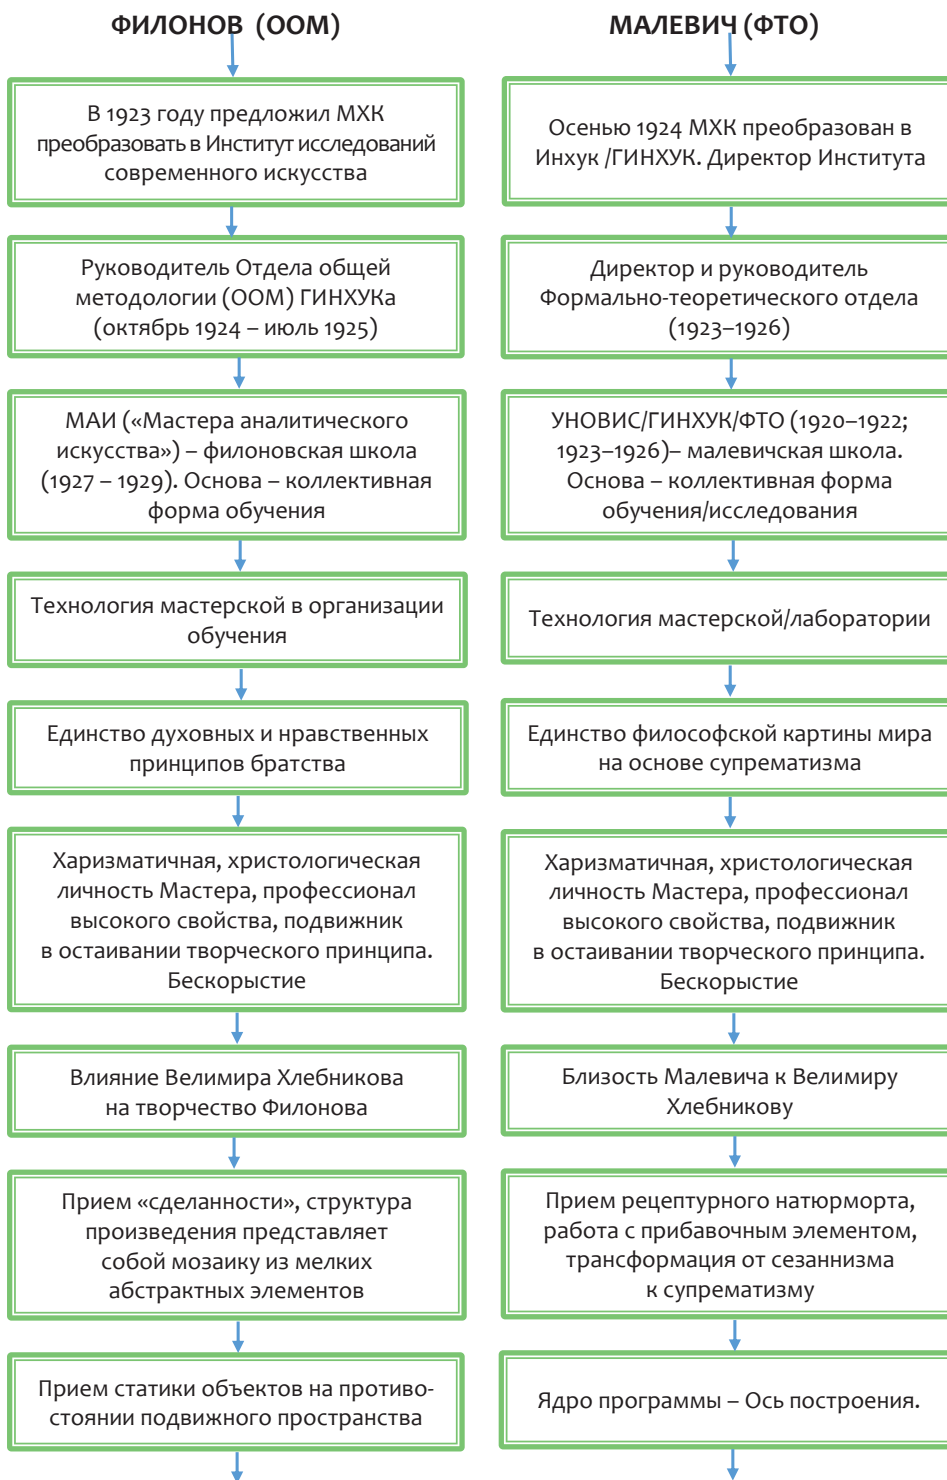 ФИЛОНОВ (ООМ)
В 1923 году предложил МХК
преобразовать в Институт исследований
современного искусства
Руководитель Отдела общей
методологии (ООМ) ГИНХУКа
(октябрь 1924 – июль 1925)
МАИ («Мастера аналитического
искусства») – филоновская школа
(1927 – 1929). Основа – коллективная
форма обучения
Технология мастерской в организации
обучения
Единство духовных и нравственных
принципов братства
Харизматичная, христологическая
личность Мастера, профессионал
высокого свойства, подвижник
в остаивании творческого принципа.
Бескорыстие
Влияние Велимира Хлебникова
на творчество Филонова
Прием «сделанности», структура
произведения представляет
собой мозаику из мелких
абстрактных элементов
Прием статики объектов на противо-
стоянии подвижного пространства
МАЛЕВИЧ (ФТО)
Осенью 1924 МХК преобразован в
Инхук /ГИНХУК. Директор Института
Директор и руководитель
Формально-теоретического отдела
(1923–1926)
УНОВИС/ГИНХУК/ФТО (1920–1922;
1923–1926)– малевичская школа.
Основа – коллективная форма
обучения/исследования
Технология мастерской/лаборатории
Единство философской картины мира
на основе супрематизма
Харизматичная, христологическая
личность Мастера, профессионал
высокого свойства, подвижник
в остаивании творческого принципа.
Бескорыстие
Близость Малевича к Велимиру
Хлебникову
Прием рецептурного натюрморта,
работа с прибавочным элементом,
трансформация от сезаннизма
к супрематизму
Ядро программы – Ось построения.